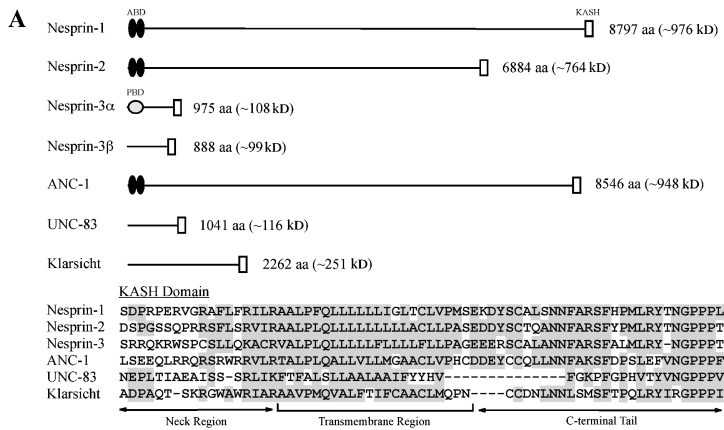 A
ABD KASH
Nesprin-1 8797 aa (~976 kD)
Nesprin-2 6884 aa (~764 kD)
PBD
Nesprin-3α 975 aa (~108 kD)
Nesprin-3β 888 aa (~99 kD)
ANC-1 8546 aa (~948 kD)
UNC-83 1041 aa (~116 kD)
Klarsicht 2262 aa (~251 kD)
KASH Domain
Nesprin-1 SDPRPERVGRAFLFRILRAALPFQLLLLLLIGLTCLVPMSEKDYSCALSNNFARSFHPMLRYTNGPPPL
Nesprin-2 DSPGSSQPRRSFLSRVIRAALPLQLLLLLLLLLACLLPASEDDYSCTQANNFARSFYPMLRYTNGPPPT
Nesprin-3 SRRQKRWSPCSLLQKACRVALPLQLLLLLFLLLLFLLPAGEEERSCALANNFARSFALMLRY-NGPPPT
ANC-1 LSEEQLRRQRSRWRRVLRTALPLQALLVLLMGAACLVPHCDDEYCCQLLNNFAKSFDPSLEFVNGPPPF
UNC-83 NEPLTIAEAISS-SRLIKFTFALSLLAALAAIFYYHV------------FGKPFGPHVTYVNGPPPV
Klarsicht ADPAQT-SKRGWAWRIARAAVPMQVALFTIFCAACLMQPN----CCDNLNNLSMSFTPQLRYIRGPPPI
Neck Region Transmembrane Region C-terminal Tail